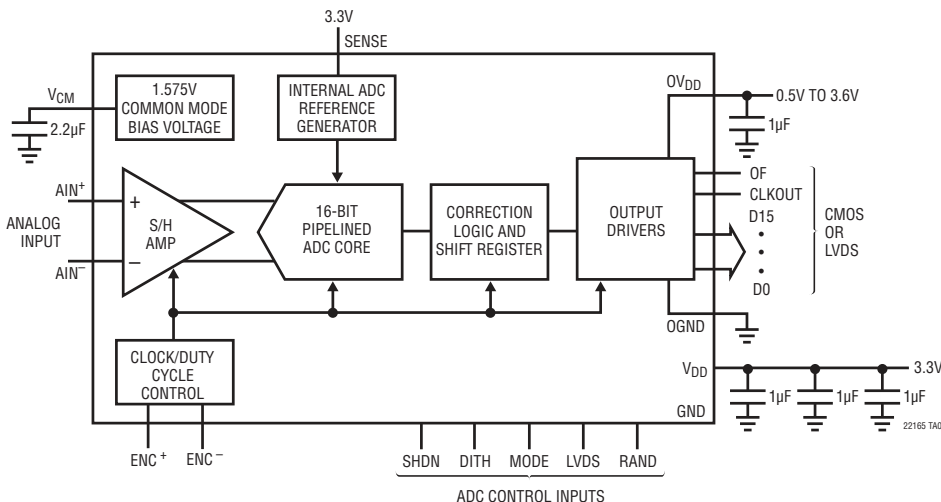 3.3V
SENSE
VCM
2.2µF
1.575V
COMMON MODE
BIAS VOLTAGE
INTERNAL ADC
REFERENCE
GENERATOR
OVDD
0.5V TO 3.6V
1µF
AIN+
ANALOG
INPUT
AIN−
+
−
S/H
AMP
16-BIT
PIPELINED
ADC CORE
CORRECTION
LOGIC AND
SHIFT REGISTER
OUTPUT
DRIVERS
OF
CLKOUT
D15
•
•
•
D0
CMOS
OR
LVDS
OGND
CLOCK/DUTY
CYCLE
CONTROL
VDD
3.3V
1µF
1µF
1µF
GND
22165 TA0
ENC+
ENC−
SHDN
DITH
MODE
LVDS
RAND
ADC CONTROL INPUTS